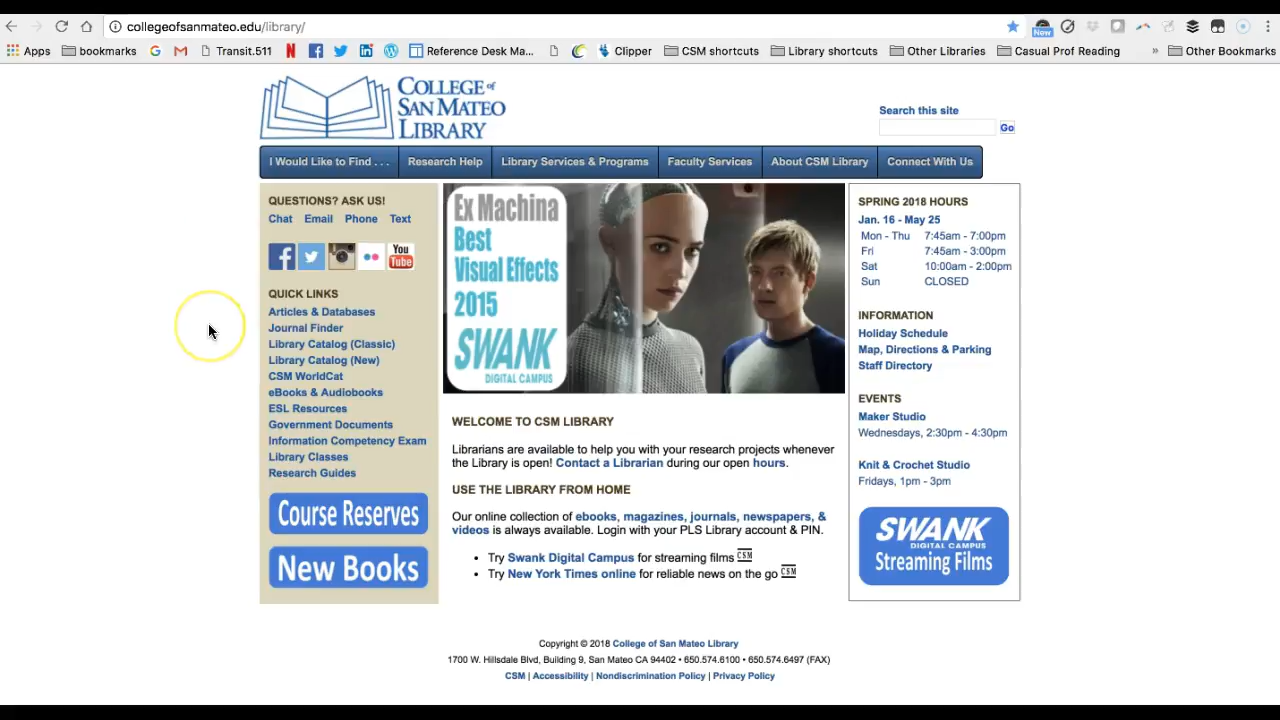 collegeofsanmateo.edu/library/
Now
Apps bookmarks Transit.511 Reference Desk Ma... Clipper CSM shortcuts Library shortcuts Other Libraries Casual Prof Reading » Other Bookmarks
COLLEGE of
SAN MATEO
LIBRARY
Search this site
Go
I Would Like to Find . . . Research Help Library Services & Programs Faculty Services About CSM Library Connect With Us
QUESTIONS? ASK US!
Chat Email Phone Text
You
Tube
QUICK LINKS
Articles & Databases
Journal Finder
Library Catalog (Classic)
Library Catalog (New)
CSM WorldCat
eBooks & Audiobooks
ESL Resources
Government Documents
Information Competency Exam
Library Classes
Research Guides
Course Reserves
New Books
Ex Machina
Best
Visual Effects
2015
SWANK
DIGITAL CAMPUS
WELCOME TO CSM LIBRARY
Librarians are available to help you with your research projects whenever
the Library is open! Contact a Librarian during our open hours.
USE THE LIBRARY FROM HOME
Our online collection of ebooks, magazines, journals, newspapers, &
videos is always available. Login with your PLS Library account & PIN.
• Try Swank Digital Campus for streaming films CSM
• Try New York Times online for reliable news on the go CSM
SPRING 2018 HOURS
Jan. 16 - May 25
Mon - Thu 7:45am - 7:00pm
Fri 7:45am - 3:00pm
Sat 10:00am - 2:00pm
Sun CLOSED
INFORMATION
Holiday Schedule
Map, Directions & Parking
Staff Directory
EVENTS
Maker Studio
Wednesdays, 2:30pm - 4:30pm
Knit & Crochet Studio
Fridays, 1pm - 3pm
SWANK
DIGITAL CAMPUS
Streaming Films
Copyright © 2018 College of San Mateo Library
1700 W. Hillsdale Blvd, Building 9, San Mateo CA 94402 • 650.574.6100 • 650.574.6497 (FAX)
CSM | Accessibility | Nondiscrimination Policy | Privacy Policy